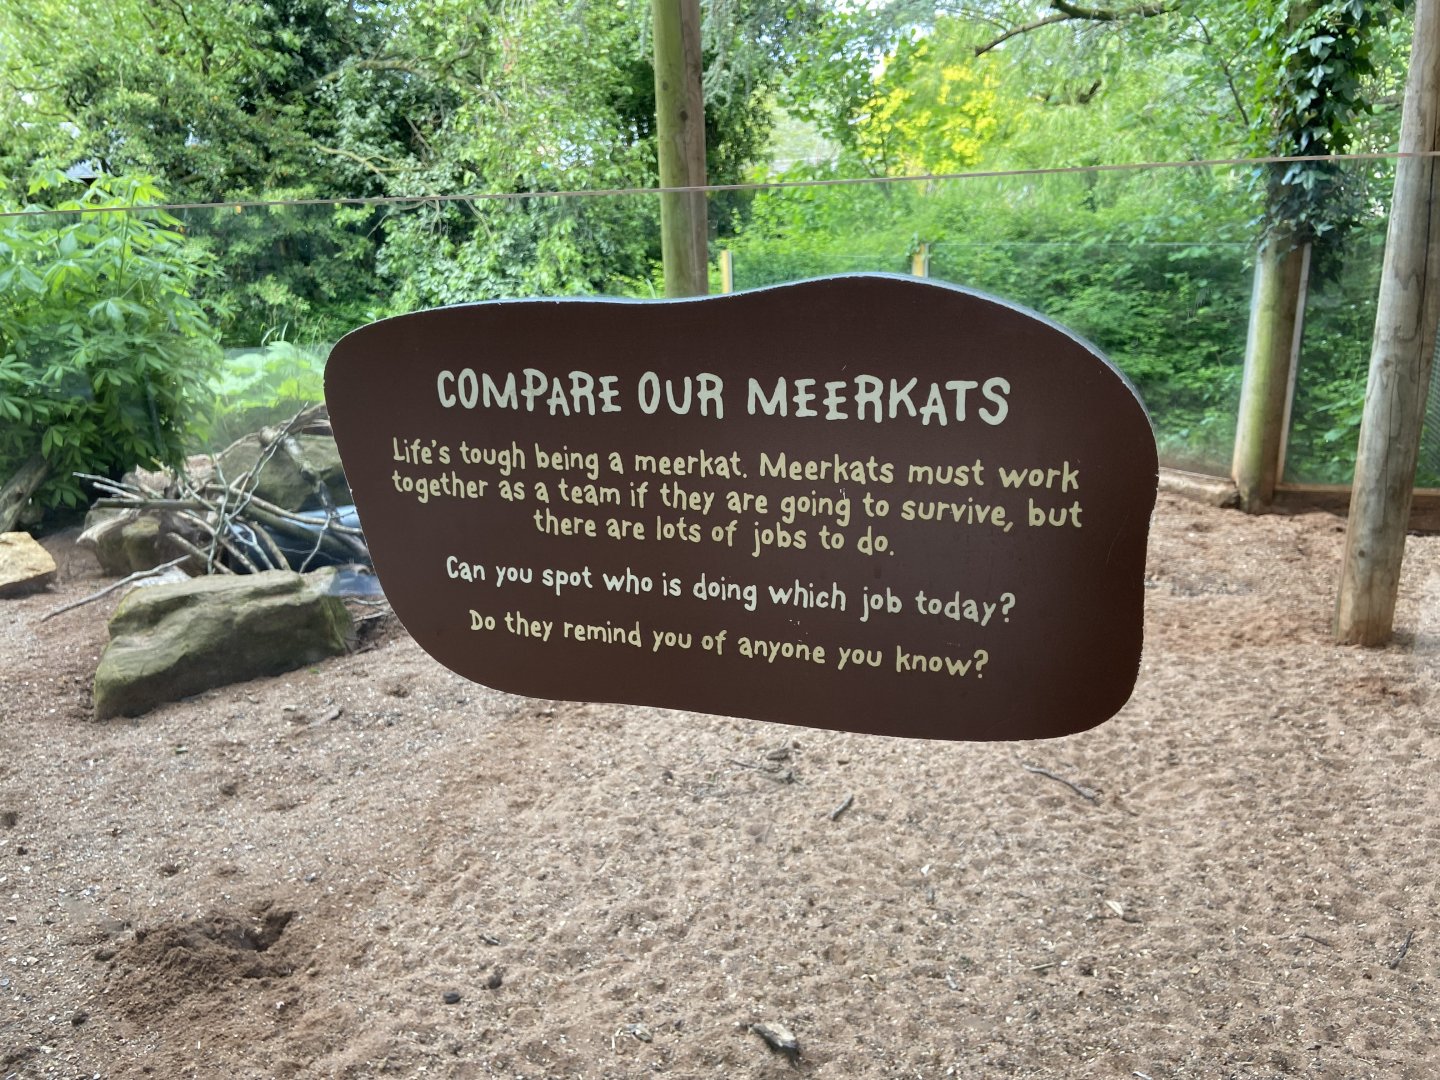 COMPARE OUR MEERKATS
Life's tough being a meerkat. Meerkats must work
together as a team if they are going to survive, but
there are lots of jobs to do.
Can you spot who is doing which job today?
Do they remind you of anyone you know?